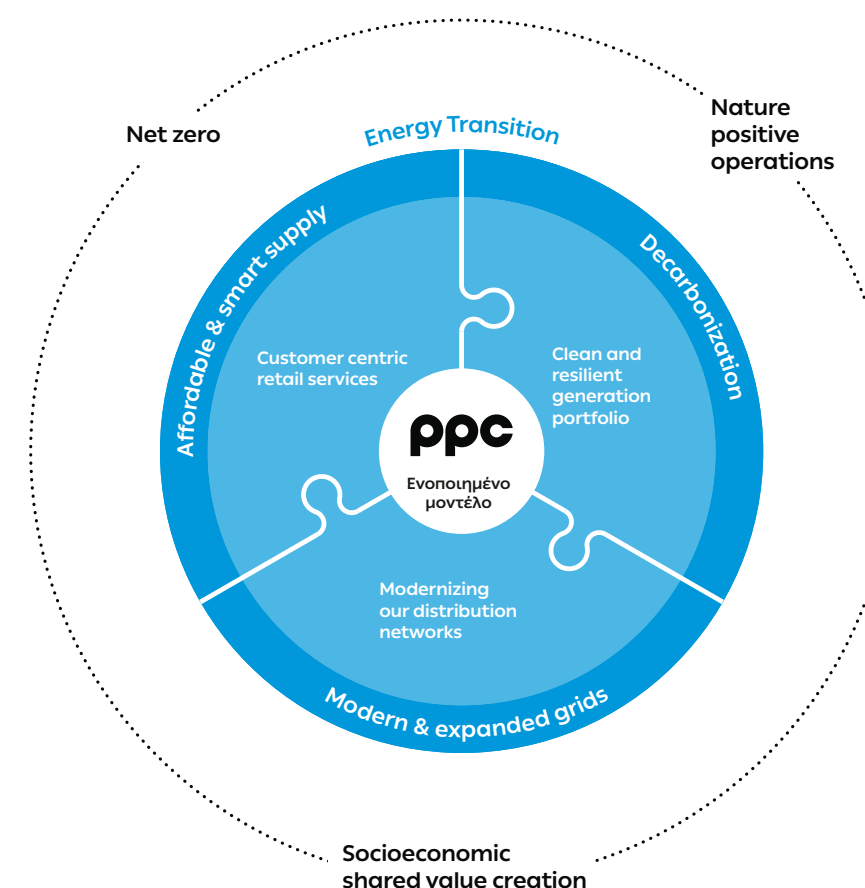 Net zero
Energy Transition
Nature
positive
operations
Affordable & smart supply
Decarbonization
Customer centric
retail services
Clean and
resilient
generation
portfolio
ppc
Ενοποιημένο
μοντέλο
Modernizing
our distribution
networks
Modern & expanded grids
Socioeconomic
shared value creation